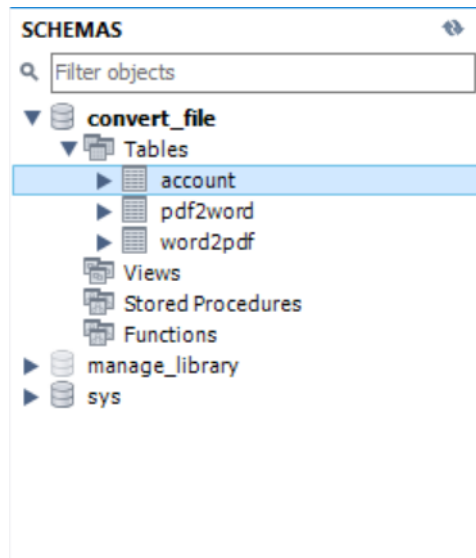 SCHEMAS
Filter objects
convert_file
Tables
account
pdf2word
word2pdf
Views
Stored Procedures
Functions
manage_library
sys